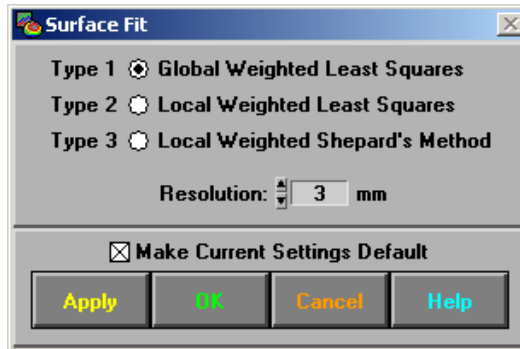 Surface Fit
Type 1 Global Weighted Least Squares
Type 2 Local Weighted Least Squares
Type 3 Local Weighted Shepard's Method
Resolution: 3 mm
Make Current Settings Default
Apply OK Cancel Help